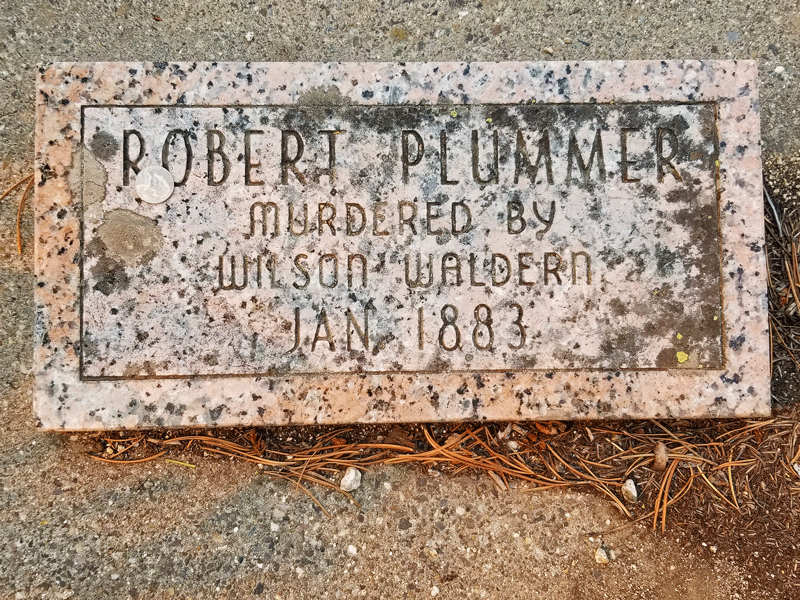 ROBERT PLUMMER
MURDERED BY
WILSON WALDERN
JAN 1883